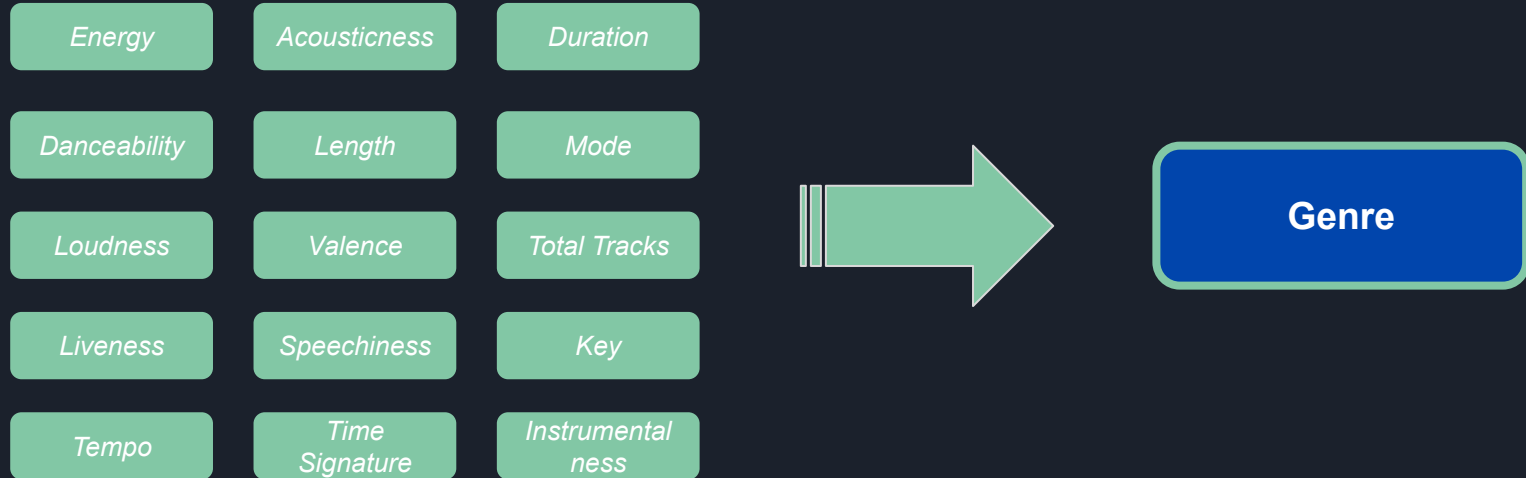 Energy
Acousticness
Duration
Danceability
Length
Mode
Loudness
Valence
Total Tracks
Liveness
Speechiness
Key
Tempo
Time
Signature
Instrumental
ness
Genre